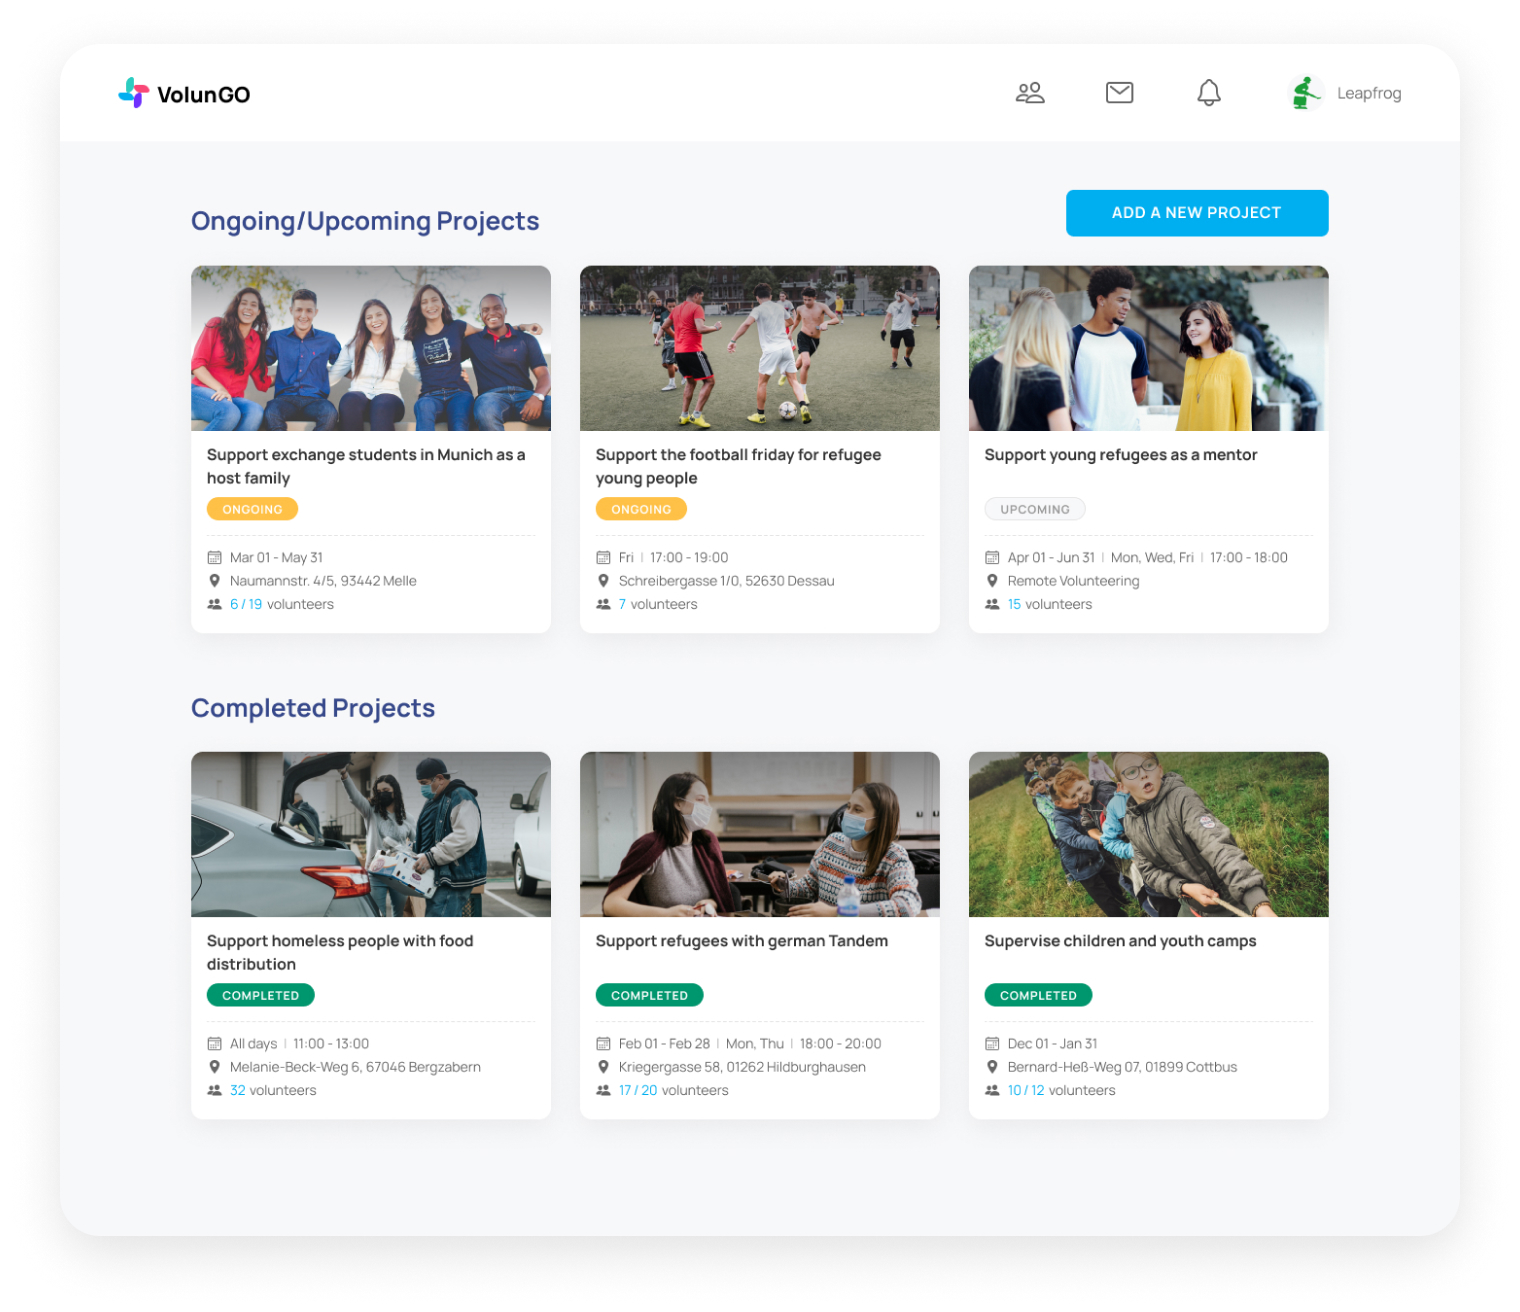 VolunGO
Leapfrog
Ongoing/Upcoming Projects
ADD A NEW PROJECT
Support exchange students in Munich as a
host family
ONGOING
Mar 01 - May 31
Naumannstr. 4/5, 93442 Melle
6 / 19 volunteers
Support the football friday for refugee
young people
ONGOING
Fri | 17:00 - 19:00
Schreibergasse 1/0, 52630 Dessau
7 volunteers
Support young refugees as a mentor
UPCOMING
Apr 01 - Jun 31 | Mon, Wed, Fri | 17:00 - 18:00
Remote Volunteering
15 volunteers
Completed Projects
Support homeless people with food
distribution
COMPLETED
All days | 11:00 - 13:00
Melanie-Beck-Weg 6, 67046 Bergzabern
32 volunteers
Support refugees with german Tandem
COMPLETED
Feb 01 - Feb 28 | Mon, Thu | 18:00 - 20:00
Kriegergasse 58, 01262 Hildburghausen
17 / 20 volunteers
Supervise children and youth camps
COMPLETED
Dec 01 - Jan 31
Bernard-Heß-Weg 07, 01899 Cottbus
10 / 12 volunteers